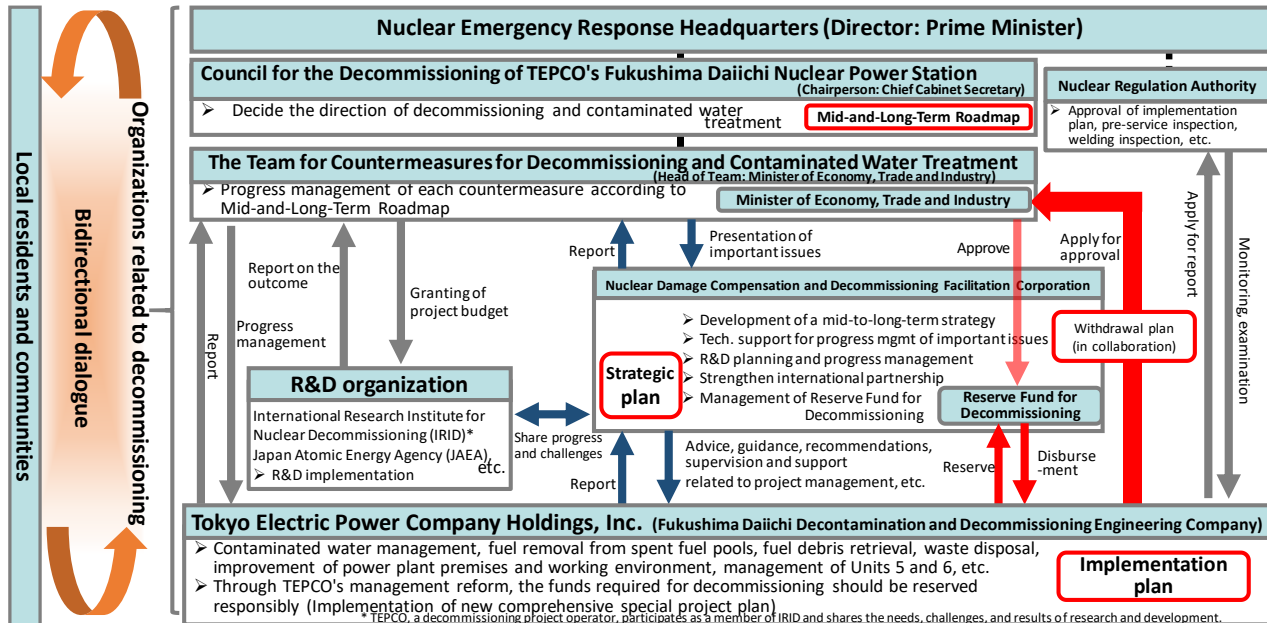 Local residents and communities
Bidirectional dialogue
Organizations related to decommissioning
Nuclear Emergency Response Headquarters (Director: Prime Minister)
Council for the Decommissioning of TEPCO's Fukushima Daiichi Nuclear Power Station
(Chairperson: Chief Cabinet Secretary)
➢ Decide the direction of decommissioning and contaminated water
treatment
Mid-and-Long-Term Roadmap
Nuclear Regulation Authority
➢ Approval of implementation
plan, pre-service inspection,
welding inspection, etc.
The Team for Countermeasures for Decommissioning and Contaminated Water Treatment
(Head of Team: Minister of Economy, Trade and Industry)
➢ Progress management of each countermeasure according to
Mid-and-Long-Term Roadmap
Minister of Economy, Trade and Industry
Report
Progress
management
Report on the
outcome
Granting of
project budget
Report
Presentation of
important issues
Approve
Apply for
approval
Apply for report
Monitoring, examination
Nuclear Damage Compensation and Decommissioning Facilitation Corporation
➢ Development of a mid-to-long-term strategy
➢ Tech. support for progress mgmt of important issues
➢ R&D planning and progress management
➢ Strengthen international partnership
➢ Management of Reserve Fund for
Decommissioning
Strategic
plan
Reserve Fund for
Decommissioning
Withdrawal plan
(in collaboration)
R&D organization
International Research Institute for
Nuclear Decommissioning (IRID)*
Japan Atomic Energy Agency (JAEA),
etc.
➢ R&D implementation
Share progress
and challenges
Report
Advice, guidance, recommendations,
supervision and support
related to project management, etc.
Reserve
Disburse
-ment
Tokyo Electric Power Company Holdings, Inc. (Fukushima Daiichi Decontamination and Decommissioning Engineering Company)
➢ Contaminated water management, fuel removal from spent fuel pools, fuel debris retrieval, waste disposal,
improvement of power plant premises and working environment, management of Units 5 and 6, etc.
➢ Through TEPCO's management reform, the funds required for decommissioning should be reserved
responsibly (Implementation of new comprehensive special project plan)
Implementation
plan
* TEPCO, a decommissioning project operator, participates as a member of IRID and shares the needs, challenges, and results of research and development.